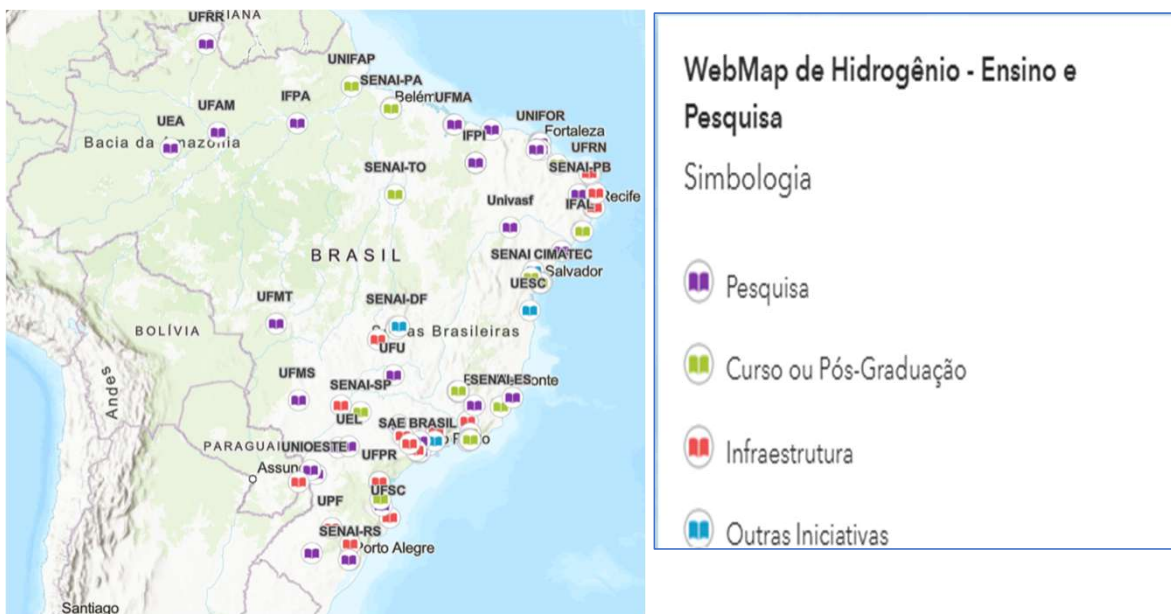 UFRR
GUIANA
UNIFAP
SENAI-PA
Belém
UFMA
UFAM
IFPA
UEA
UNIFOR
Fortaleza
Bacia da Amazônia
IFPI
UFRN
SENAI-PB
SENAI-TO
Recife
Univasf
IFAL
BRASIL
SENAI CIMATEC
Salvador
UESC
UFMT
SENAI-DF
BOLÍVIA
Brasileiras
UFU
UFMS
SENAI-SP
SENAI-ES
Andes
UEL
SAE BRASIL
PARAGUAI
UNIOESTE
UFPR
UFSC
UPF
SENAI-RS
Porto Alegre
Santiago
WebMap de Hidrogênio - Ensino e
Pesquisa
Simbologia
Pesquisa
Curso ou Pós-Graduação
Infraestrutura
Outras Iniciativas